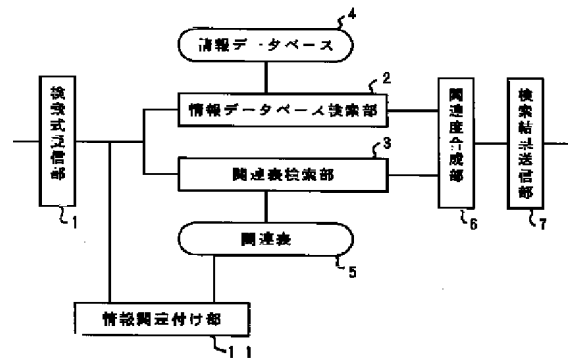 4
情報データベース
2
情報データベース検索部
検索式受信部
1
3
関連表検索部
関連度合成部
6
検索結果送信部
7
関連表
5
情報関連付け部
11